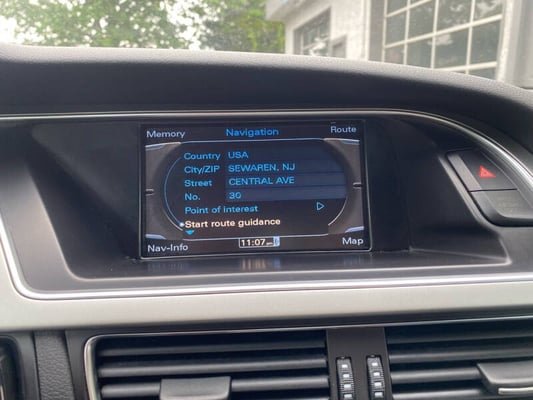 Memory Navigation Route
Country USA
City/ZIP SEWAREN, NJ
Street CENTRAL AVE
No. 30
Point of interest
Start route guidance
Nav-Info 11:07 Map